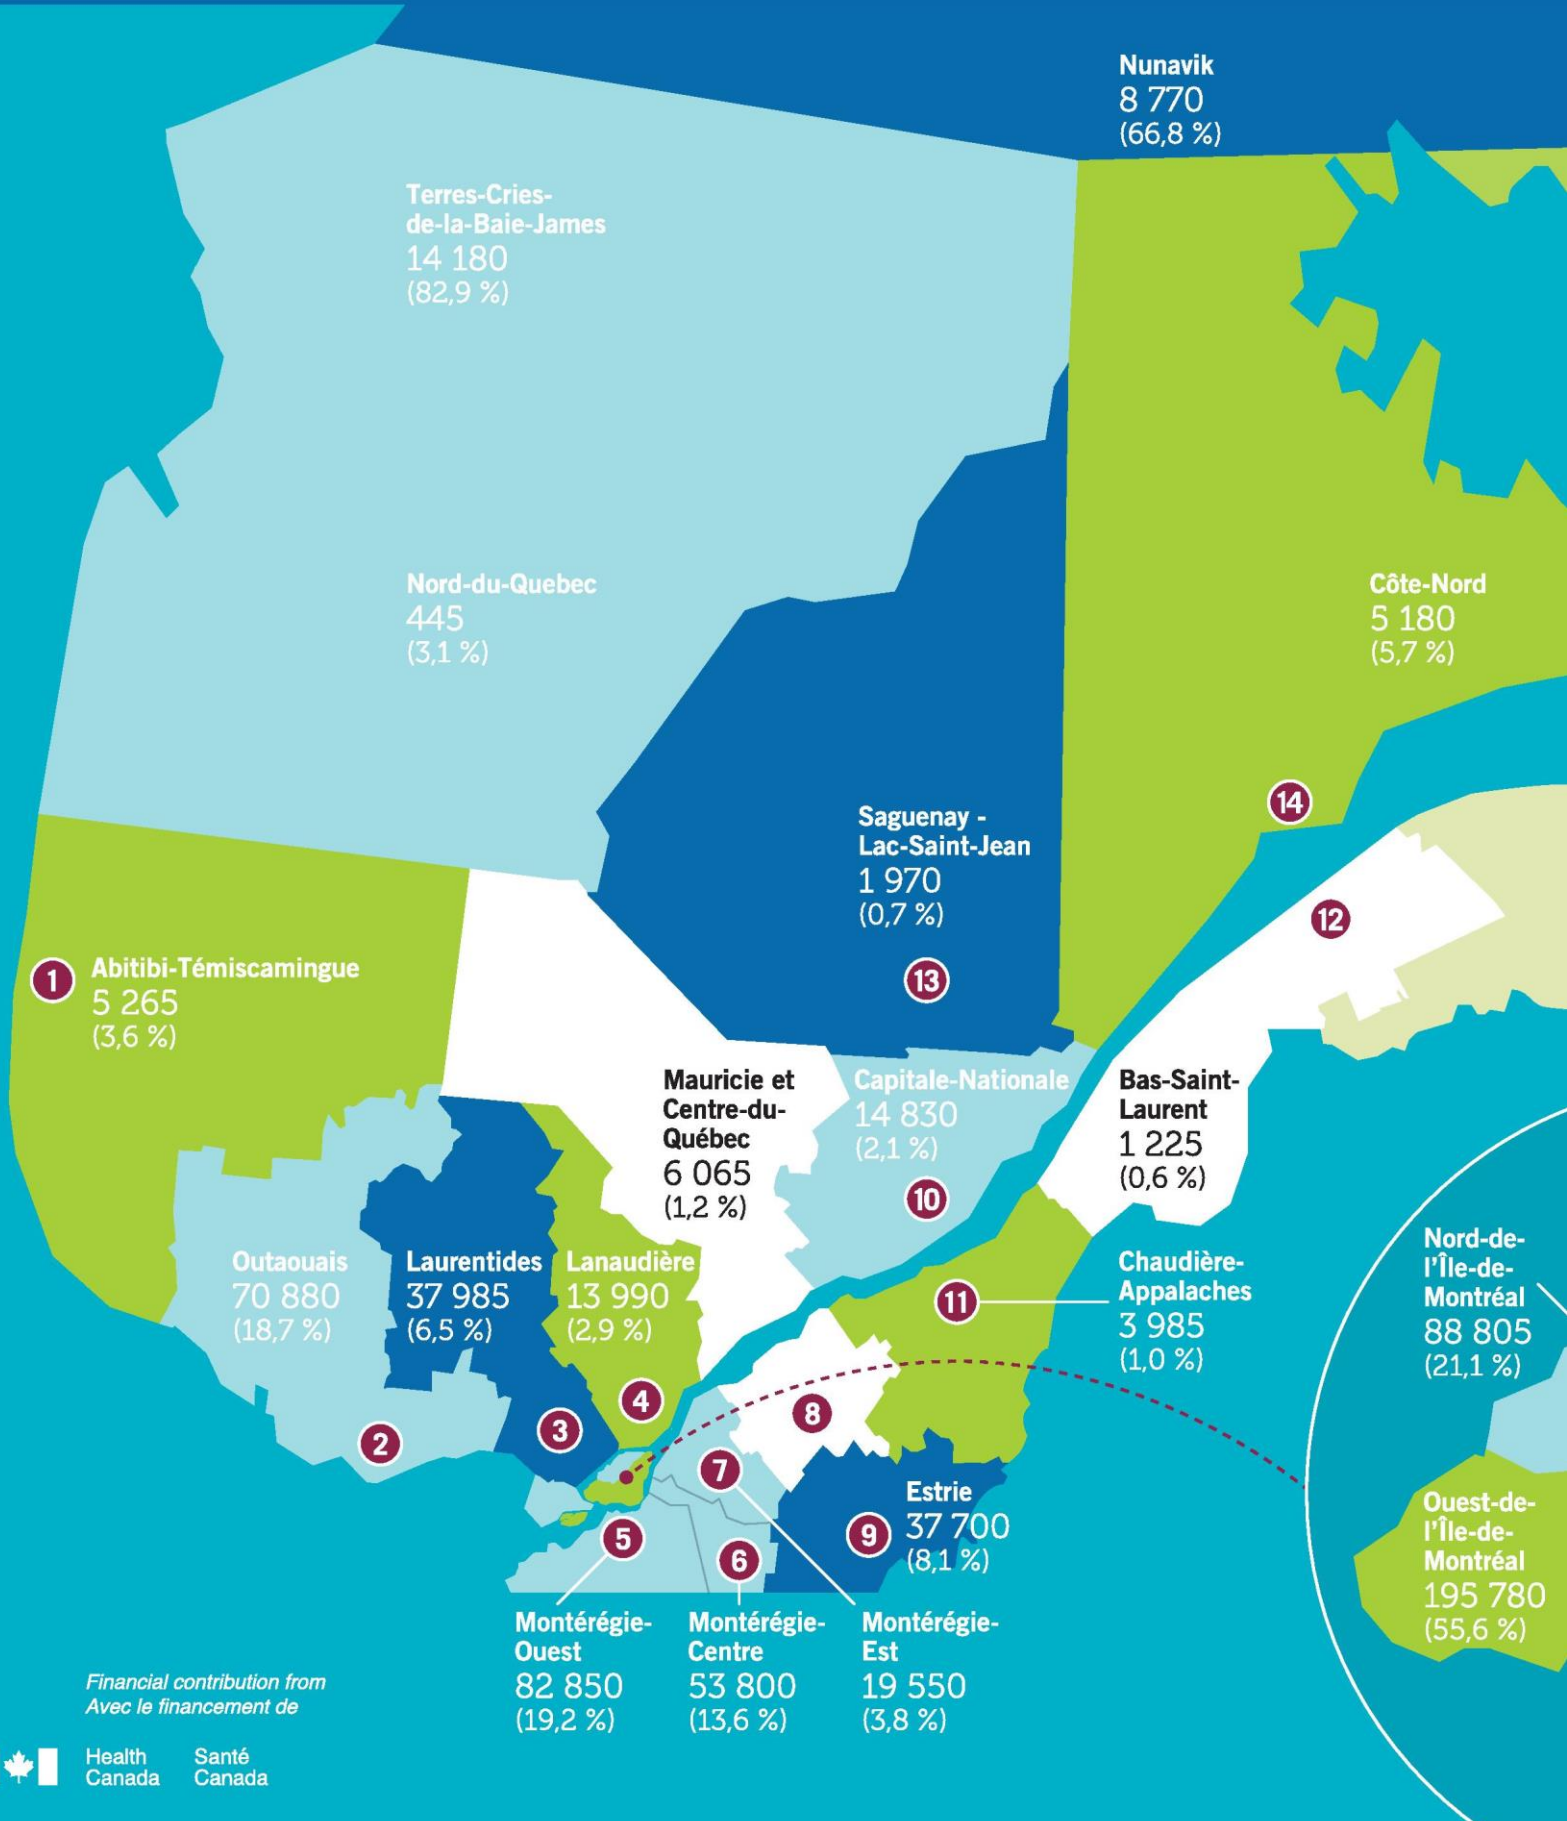 Nunavik
8 770
(66,8 %)
Terres-Cries-
de-la-Baie-James
14 180
(82,9 %)
Nord-du-Quebec
445
(3,1 %)
Côte-Nord
5 180
(5,7 %)
14
Saguenay -
Lac-Saint-Jean
1 970
(0,7 %)
13
12
1
Abitibi-Témiscamingue
5 265
(3,6 %)
Mauricie et
Centre-du-
Québec
6 065
(1,2 %)
Capitale-Nationale
14 830
(2,1 %)
10
Bas-Saint-
Laurent
1 225
(0,6 %)
Outaouais
70 880
(18,7 %)
2
Laurentides
37 985
(6,5 %)
3
Lanaudière
13 990
(2,9 %)
4
11
Chaudière-
Appalaches
3 985
(1,0 %)
Nord-de-
l'Île-de-
Montréal
88 805
(21,1 %)
8
7
Estrie
37 700
(8,1 %)
9
5
6
Ouest-de-
l'Île-de-
Montréal
195 780
(55,6 %)
Montérégie-
Ouest
82 850
(19,2 %)
Montérégie-
Centre
53 800
(13,6 %)
Montérégie-
Est
19 550
(3,8 %)
Financial contribution from
Avec le financement de
Health
Canada
Santé
Canada